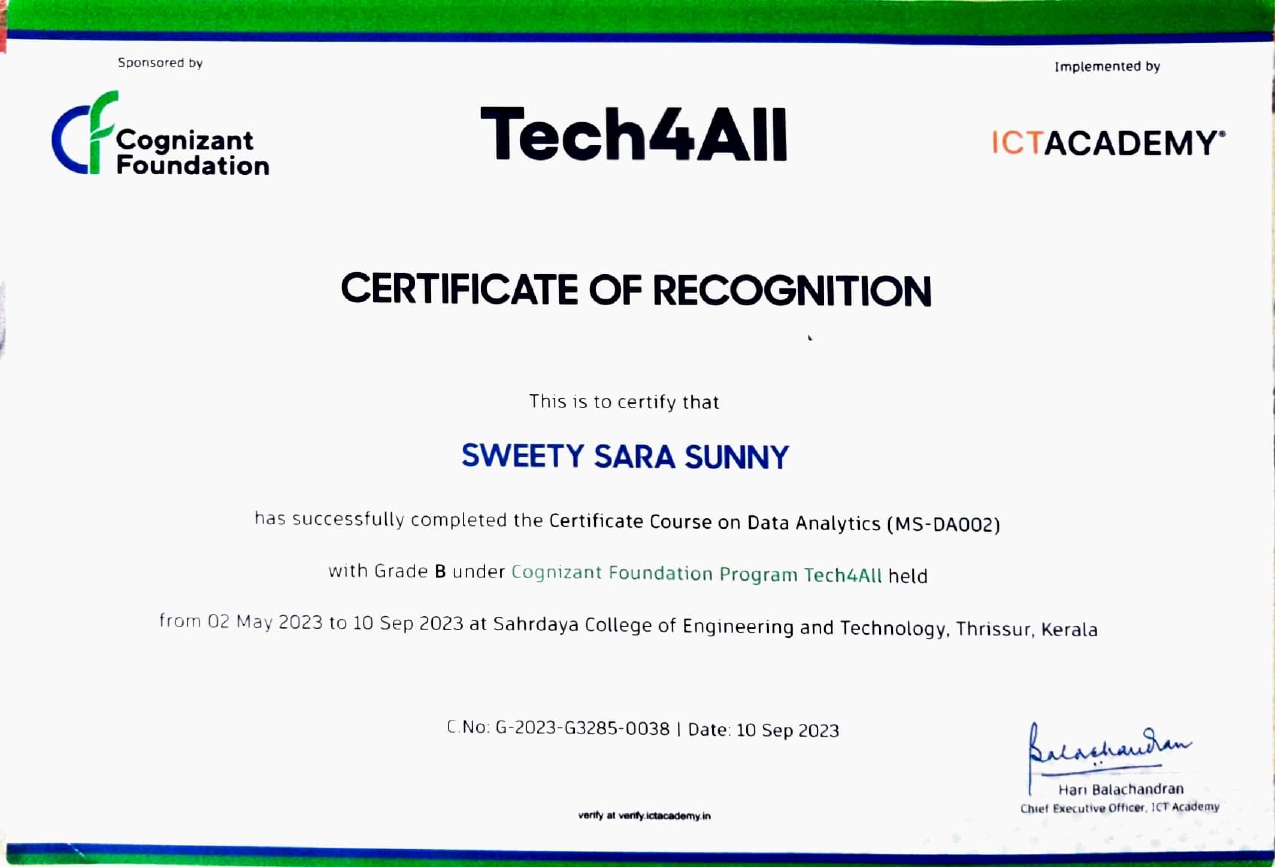 Sponsored by
Implemented by
Cognizant
Foundation
Tech4All
ICTACADEMY®
CERTIFICATE OF RECOGNITION
This is to certify that
SWEETY SARA SUNNY
has successfully completed the Certificate Course on Data Analytics (MS-DA002)
with Grade B under Cognizant Foundation Program Tech4All held
from 02 May 2023 to 10 Sep 2023 at Sahrdaya College of Engineering and Technology, Thrissur, Kerala
C.No: G-2023-G3285-0038 | Date: 10 Sep 2023
Balachandran
Hari Balachandran
Chief Executive Officer, ICT Academy
verify at verify.ictacademy.in